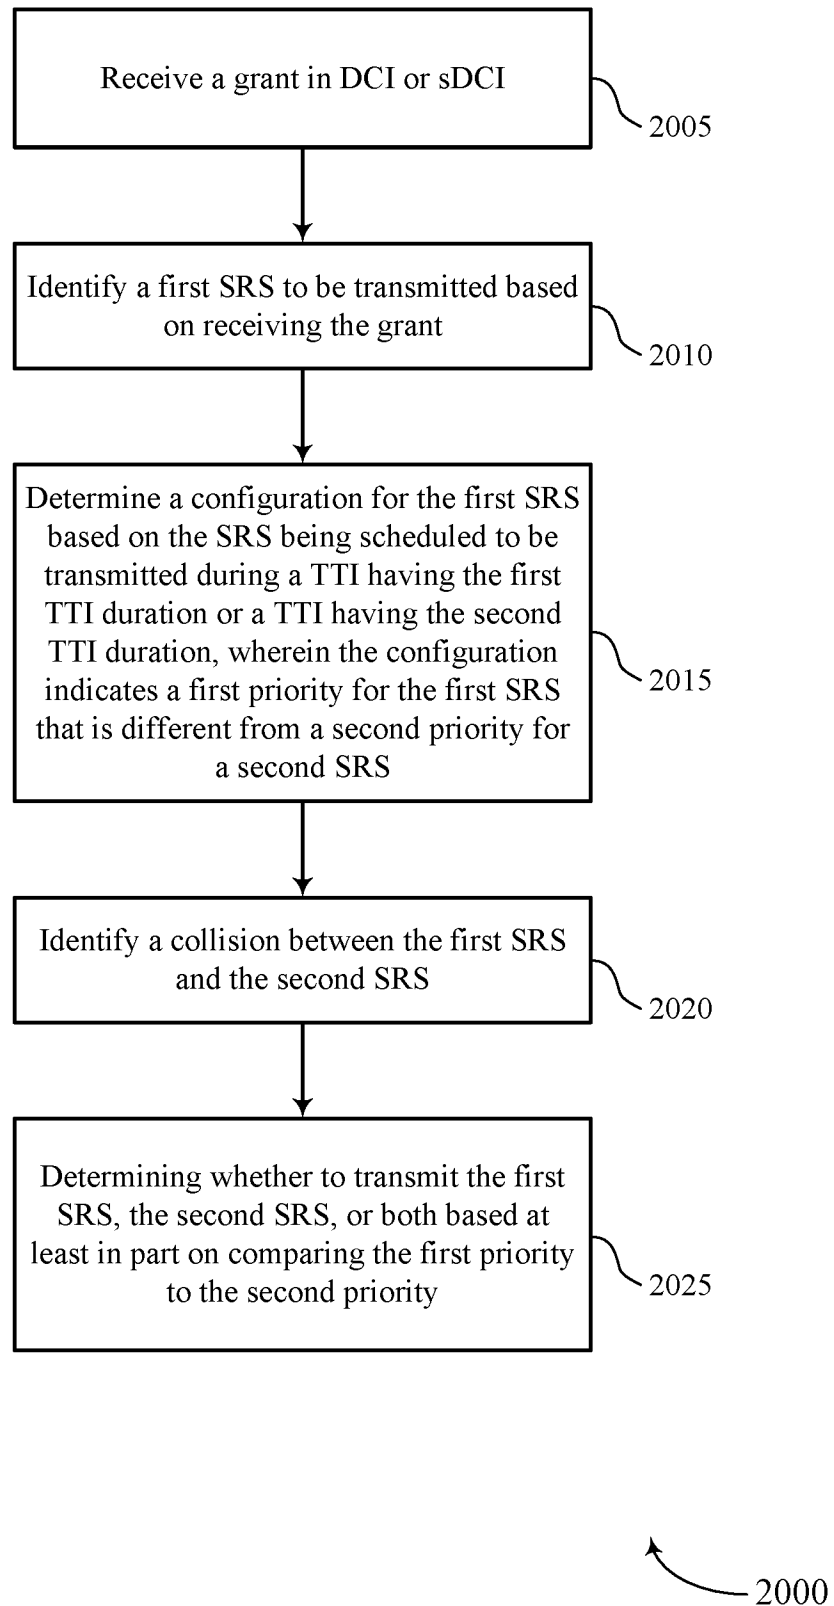 Receive a grant in DCI or sDCI
2005
Identify a first SRS to be transmitted based
on receiving the grant
2010
Determine a configuration for the first SRS
based on the SRS being scheduled to be
transmitted during a TTI having the first
TTI duration or a TTI having the second
TTI duration, wherein the configuration
indicates a first priority for the first SRS
that is different from a second priority for
a second SRS
2015
Identify a collision between the first SRS
and the second SRS
2020
Determining whether to transmit the first
SRS, the second SRS, or both based at
least in part on comparing the first priority
to the second priority
2025
2000